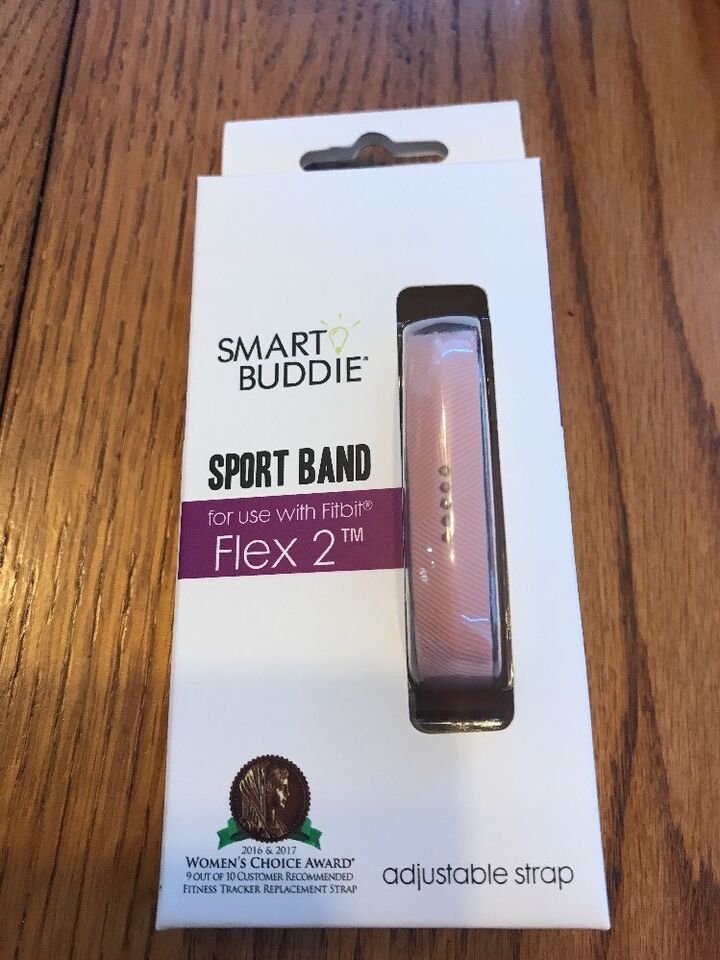 SMART
BUDDIE®
SPORT BAND
for use with Fitbit®
Flex 2™
2016 & 2017
WOMEN'S CHOICE AWARD®
9 OUT OF 10 CUSTOMER RECOMMENDED
FITNESS TRACKER REPLACEMENT STRAP
adjustable strap